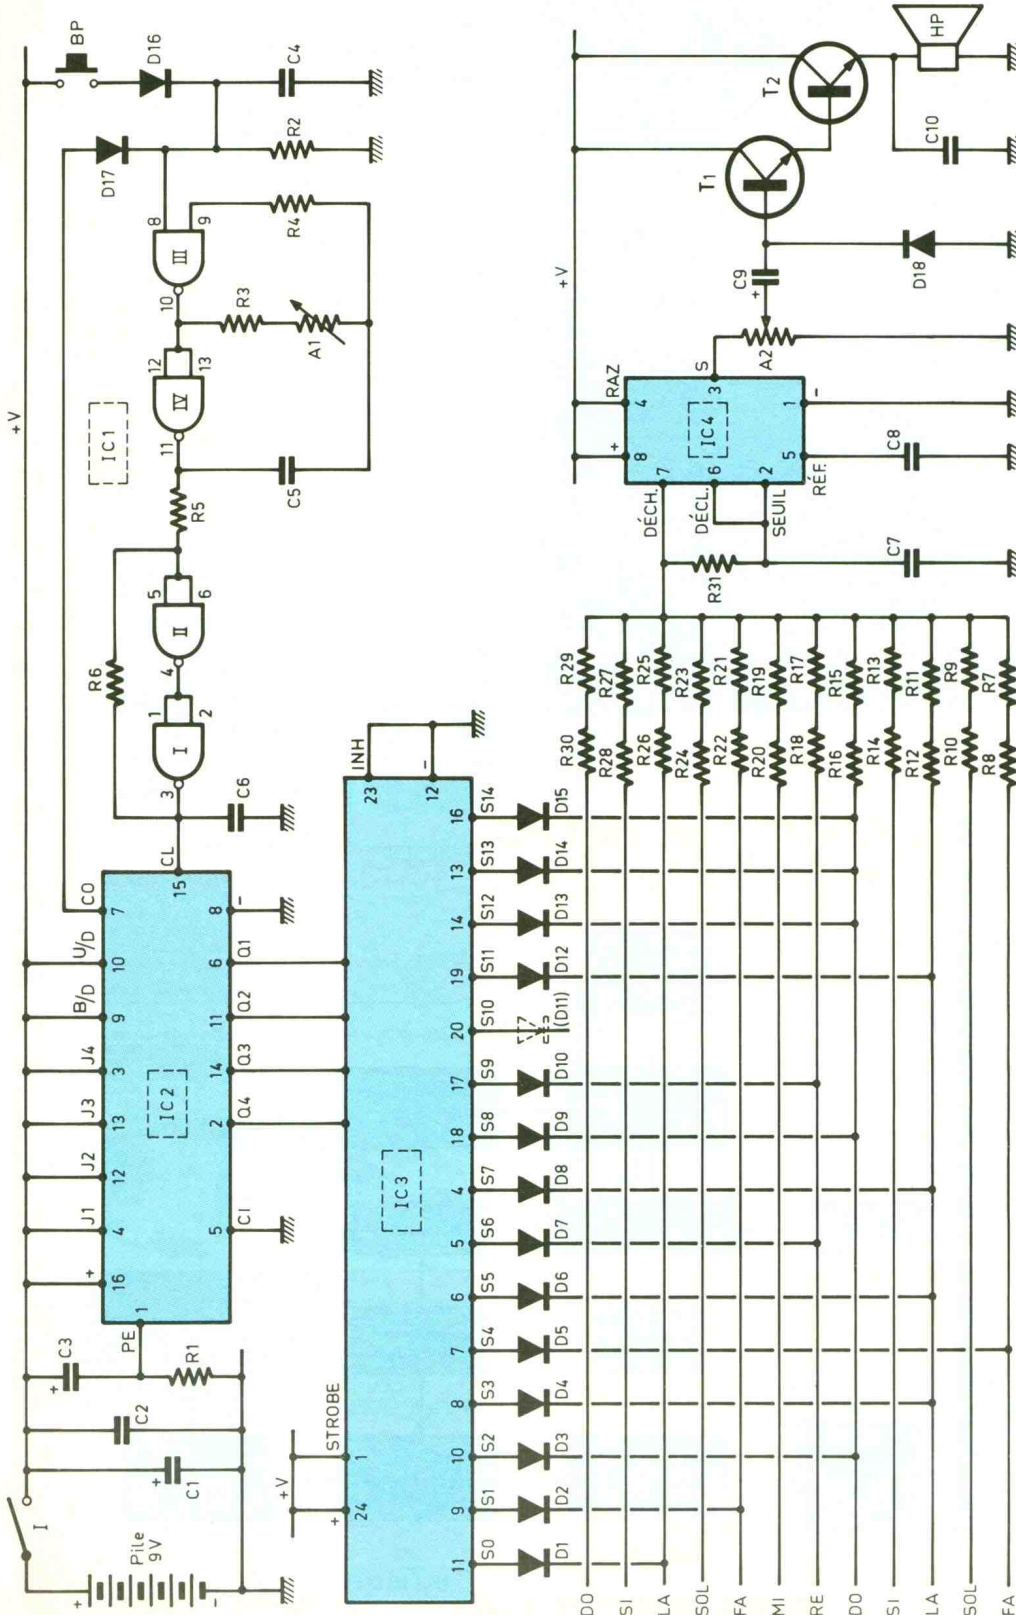 +V
BP
D16
C4
D17
R2
8
9
III
R4
10
R3
A1
12
13
IV
IC1
11
C5
R5
5
6
II
R6
4
1
2
I
3
C6
CL
15
CO
7
8
-
U/D
10
6
Q1
B/D
9
11
Q2
J4
3
14
Q3
J3
13
IC2
2
Q4
J2
12
J1
4
5
CI
+
16
1
PE
C3
+
R1
C2
C1
+
I
Pile
9V
+
-
INH
23
12
-
IC3
STROBE
1
+V
24
+
16
S14
D15
13
S13
D14
14
S12
D13
19
S11
D12
20
S10
(D11)
17
S9
D10
18
S8
D9
4
S7
D8
5
S6
D7
6
S5
D6
7
S4
D5
8
S3
D4
10
S2
D3
9
S1
D2
11
S0
D1
DO
R30
R29
SI
R28
R27
LA
R26
R25
SOL
R24
R23
FA
R22
R21
MI
R20
R19
RE
R18
R17
DO
R16
R15
SI
R14
R13
LA
R12
R11
SOL
R10
R9
FA
R8
R7
+V
RAZ
4
+
8
IC4
3
S
1
-
5
RÉF.
7
DÉCH.
6
DÉCL.
2
SEUIL
R31
C7
C8
A2
C9
+
D18
T1
T2
C10
HP